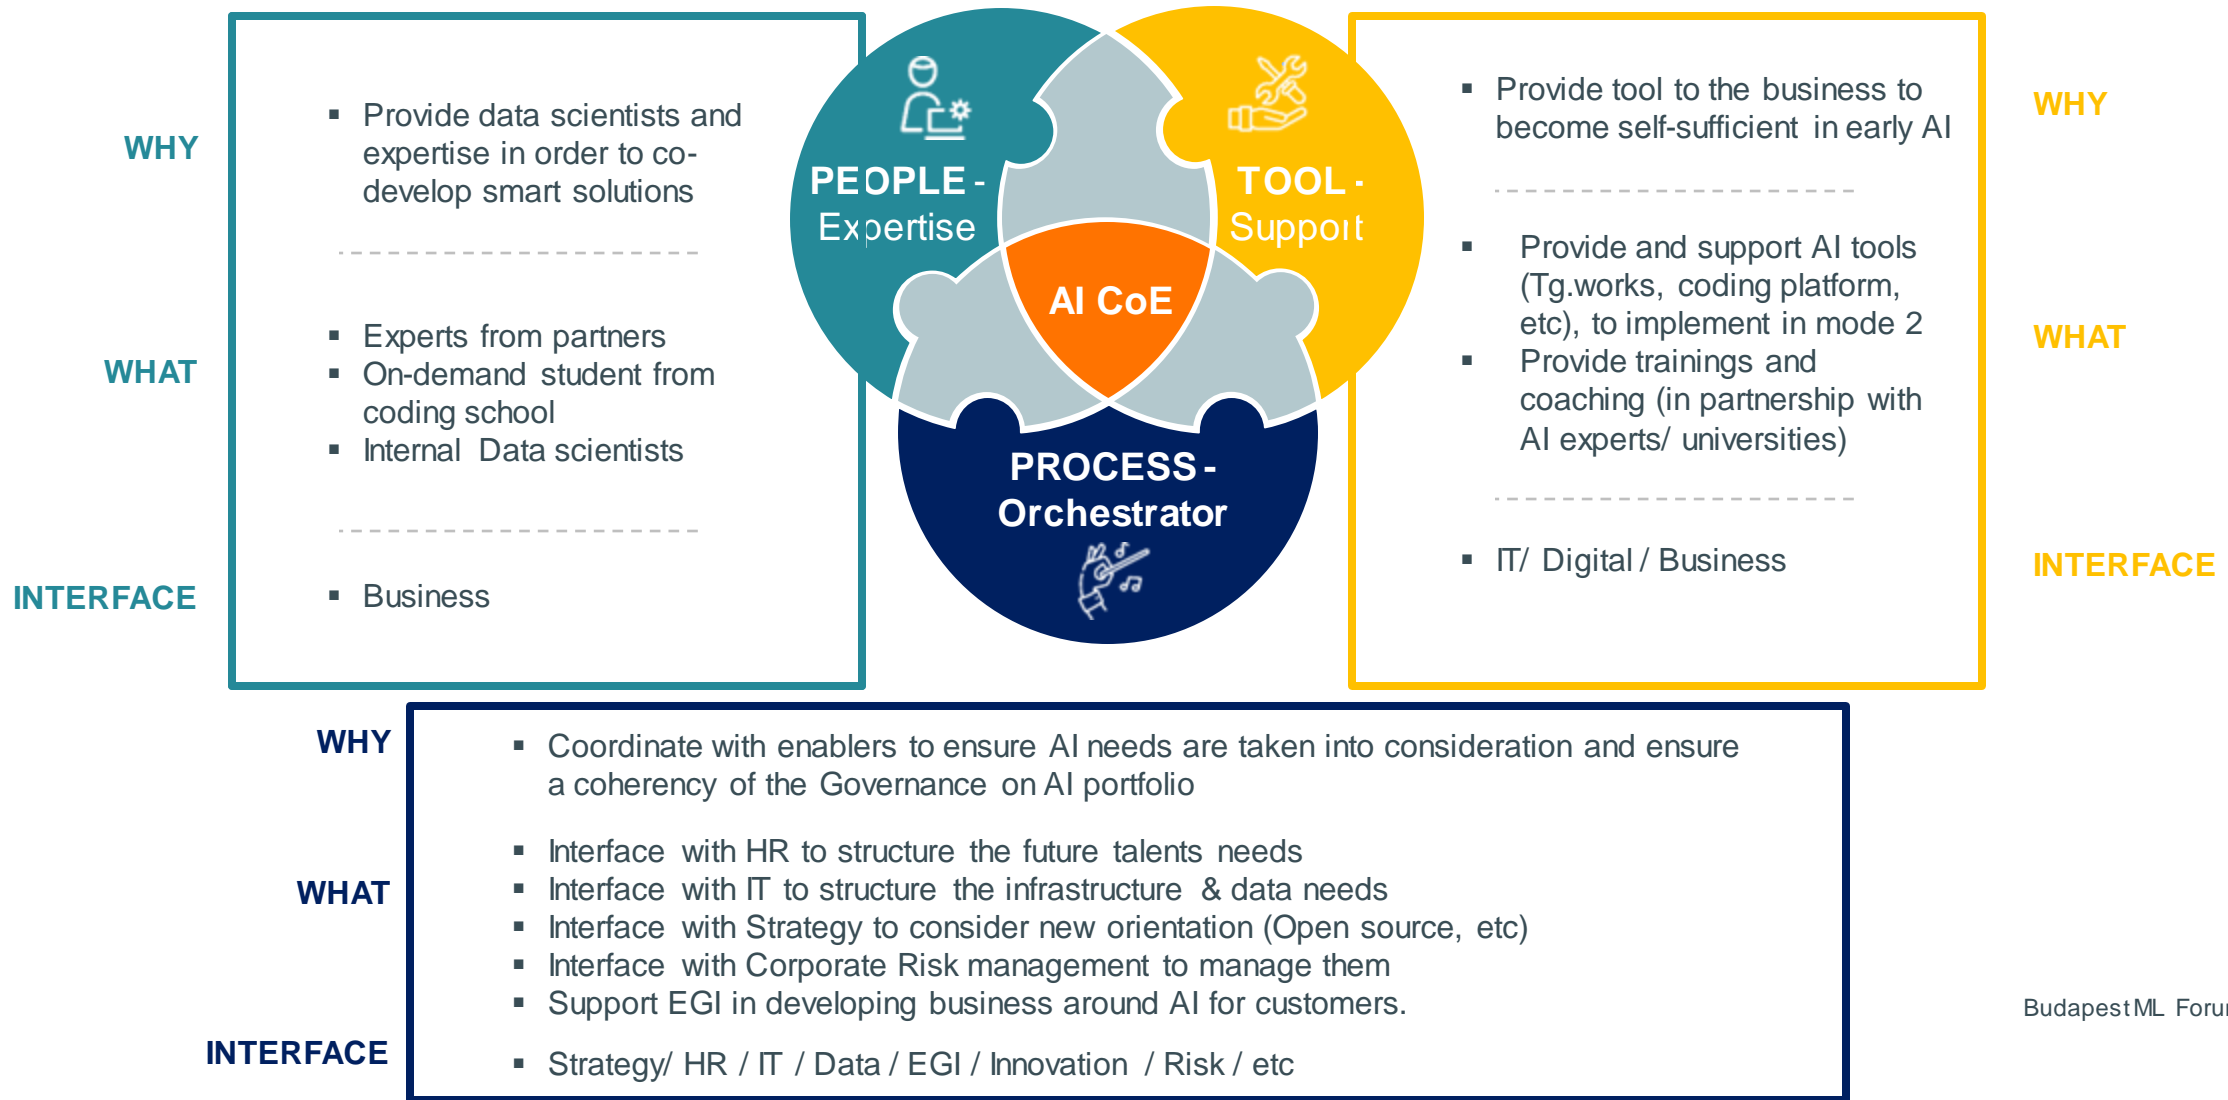 WHY
▪ Provide data scientists and
expertise in order to co-
develop smart solutions
WHAT
▪ Experts from partners
▪ On-demand student from
coding school
▪ Internal Data scientists
INTERFACE
▪ Business
PEOPLE -
Expertise
TOOL -
Support
AI CoE
PROCESS -
Orchestrator
WHY
▪ Provide tool to the business to
become self-sufficient in early AI
WHAT
▪ Provide and support AI tools
(Tg.works, coding platform,
etc), to implement in mode 2
▪ Provide trainings and
coaching (in partnership with
AI experts/ universities)
INTERFACE
▪ IT/ Digital / Business
WHY
▪ Coordinate with enablers to ensure AI needs are taken into consideration and ensure
a coherency of the Governance on AI portfolio
WHAT
▪ Interface with HR to structure the future talents needs
▪ Interface with IT to structure the infrastructure & data needs
▪ Interface with Strategy to consider new orientation (Open source, etc)
▪ Interface with Corporate Risk management to manage them
▪ Support EGI in developing business around AI for customers.
INTERFACE
▪ Strategy/ HR / IT / Data / EGI / Innovation / Risk / etc
Budapest ML